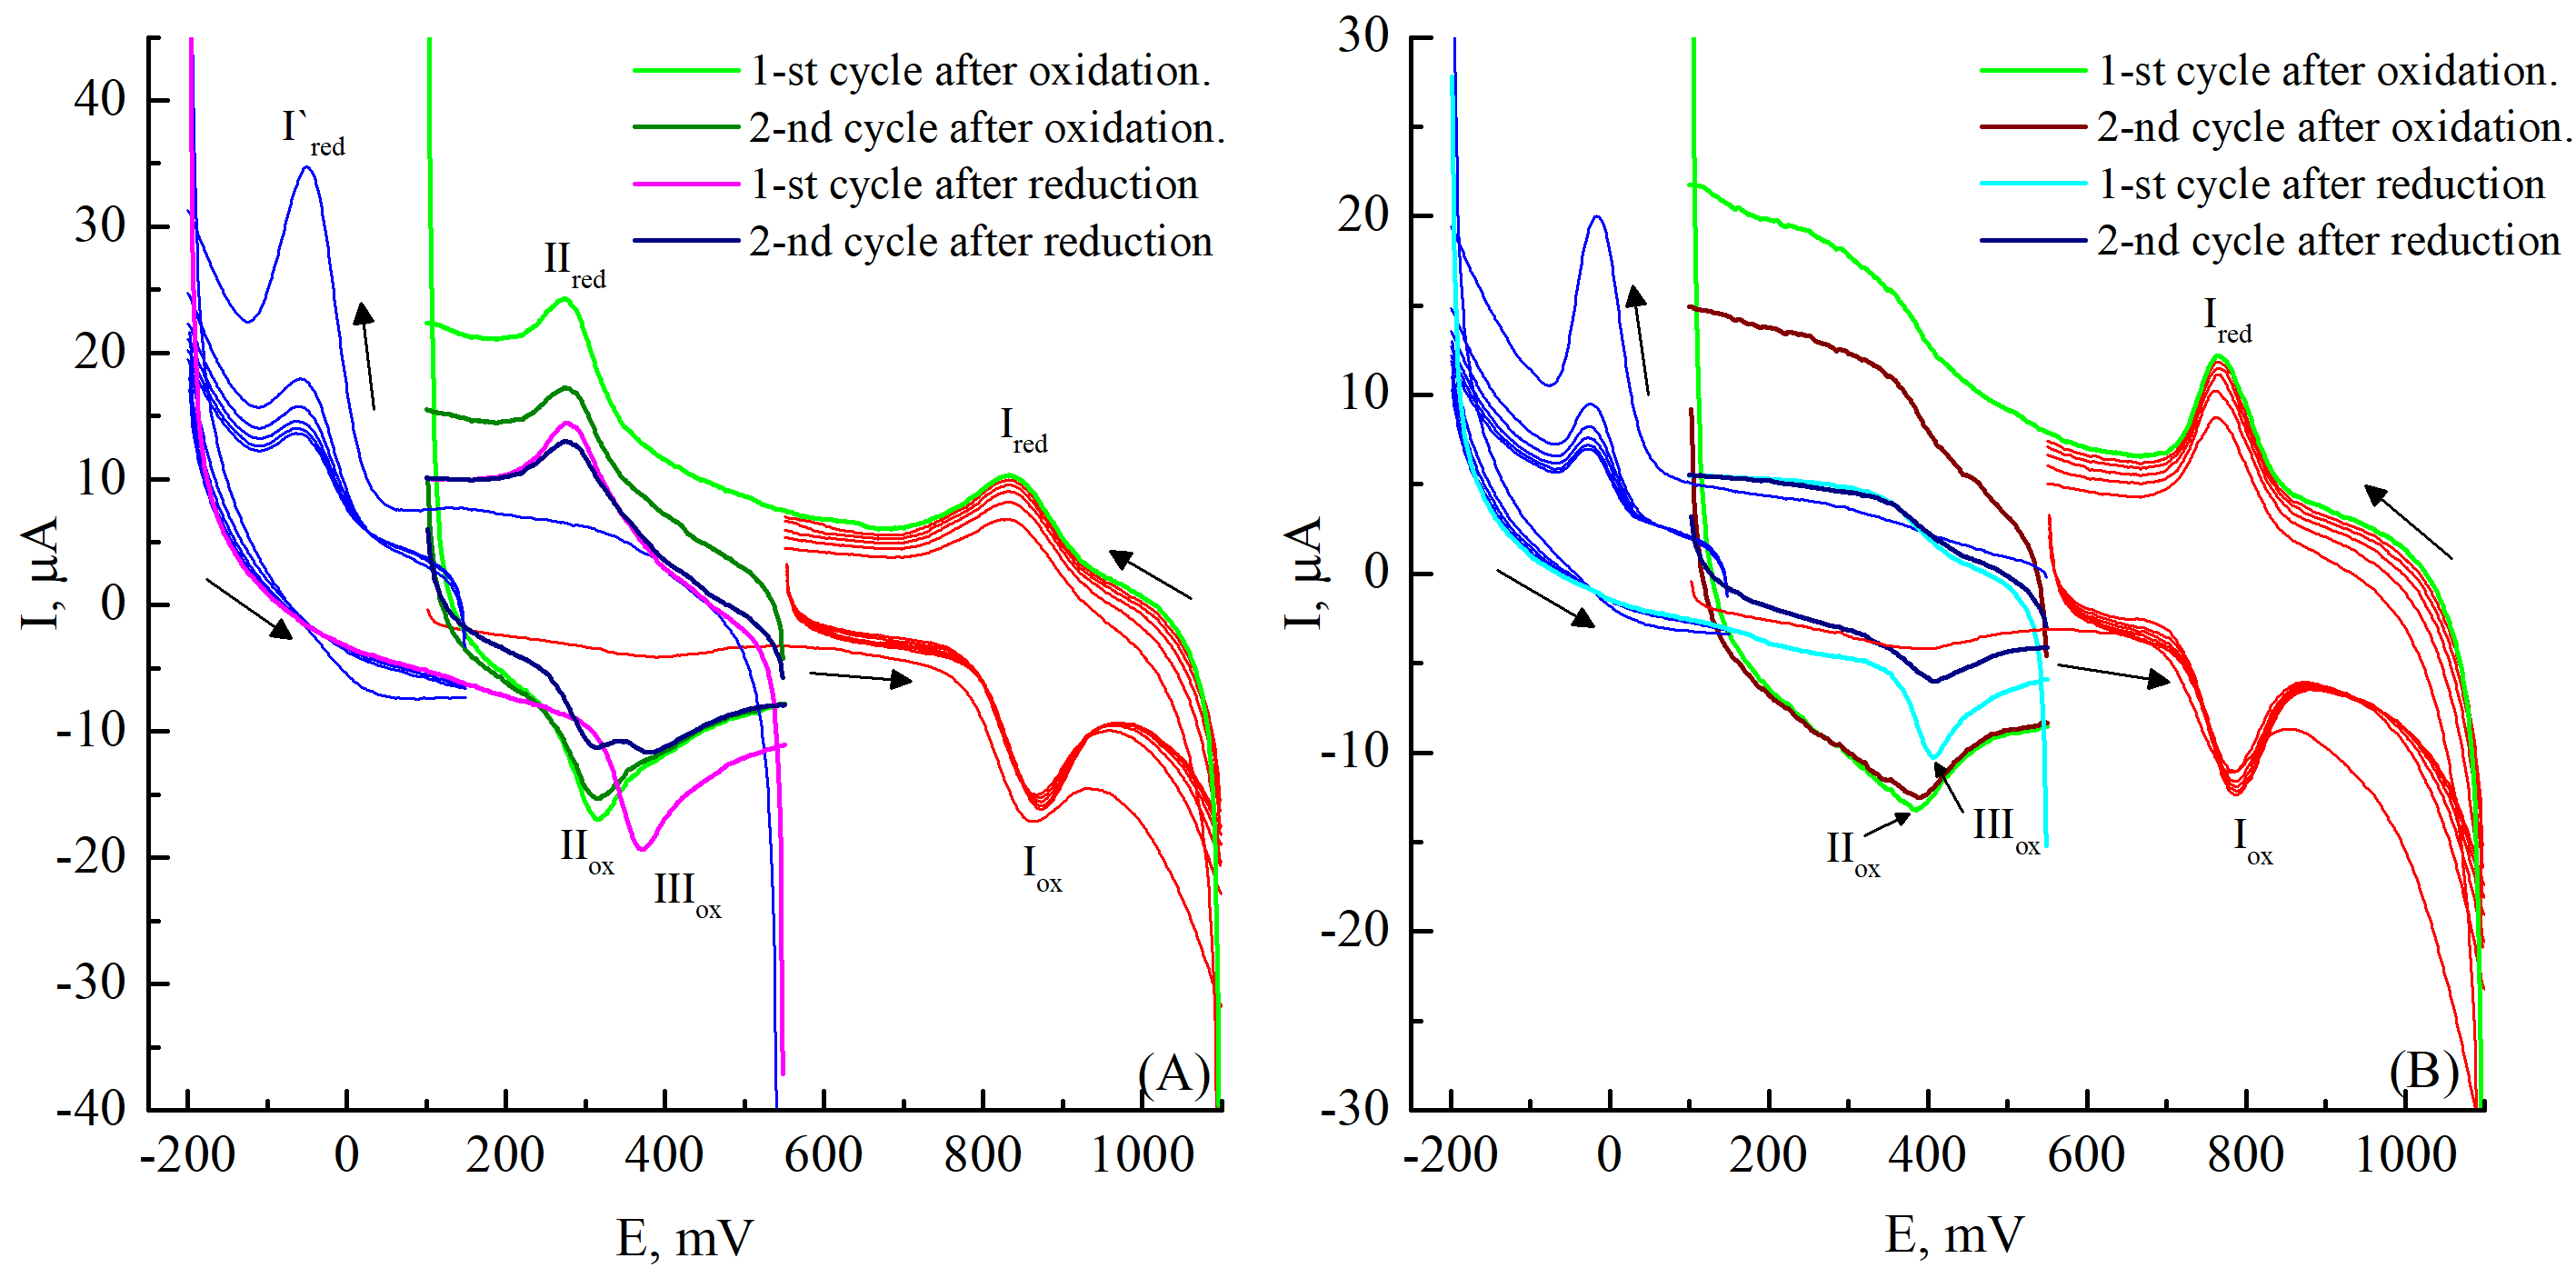 1-st cycle after oxidation.
2-nd cycle after oxidation.
1-st cycle after reduction
2-nd cycle after reduction
I`red
IIred
Ired
IIox
IIIox
Iox
40
30
20
10
0
-10
-20
-30
-40
I, μA
-200 0 200 400 600 800 1000
E, mV
(A)
1-st cycle after oxidation.
2-nd cycle after oxidation.
1-st cycle after reduction
2-nd cycle after reduction
Ired
IIox
IIIox
Iox
30
20
10
0
-10
-20
-30
I, μA
-200 0 200 400 600 800 1000
E, mV
(B)